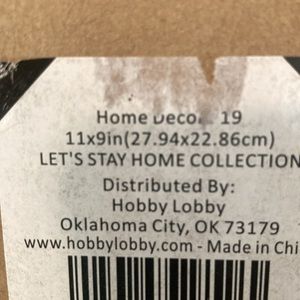 Home Decor 19
11x9in(27.94x22.86cm)
LET'S STAY HOME COLLECTION
Distributed By:
Hobby Lobby
Oklahoma City, OK 73179
www.hobbylobby.com - Made in Chi